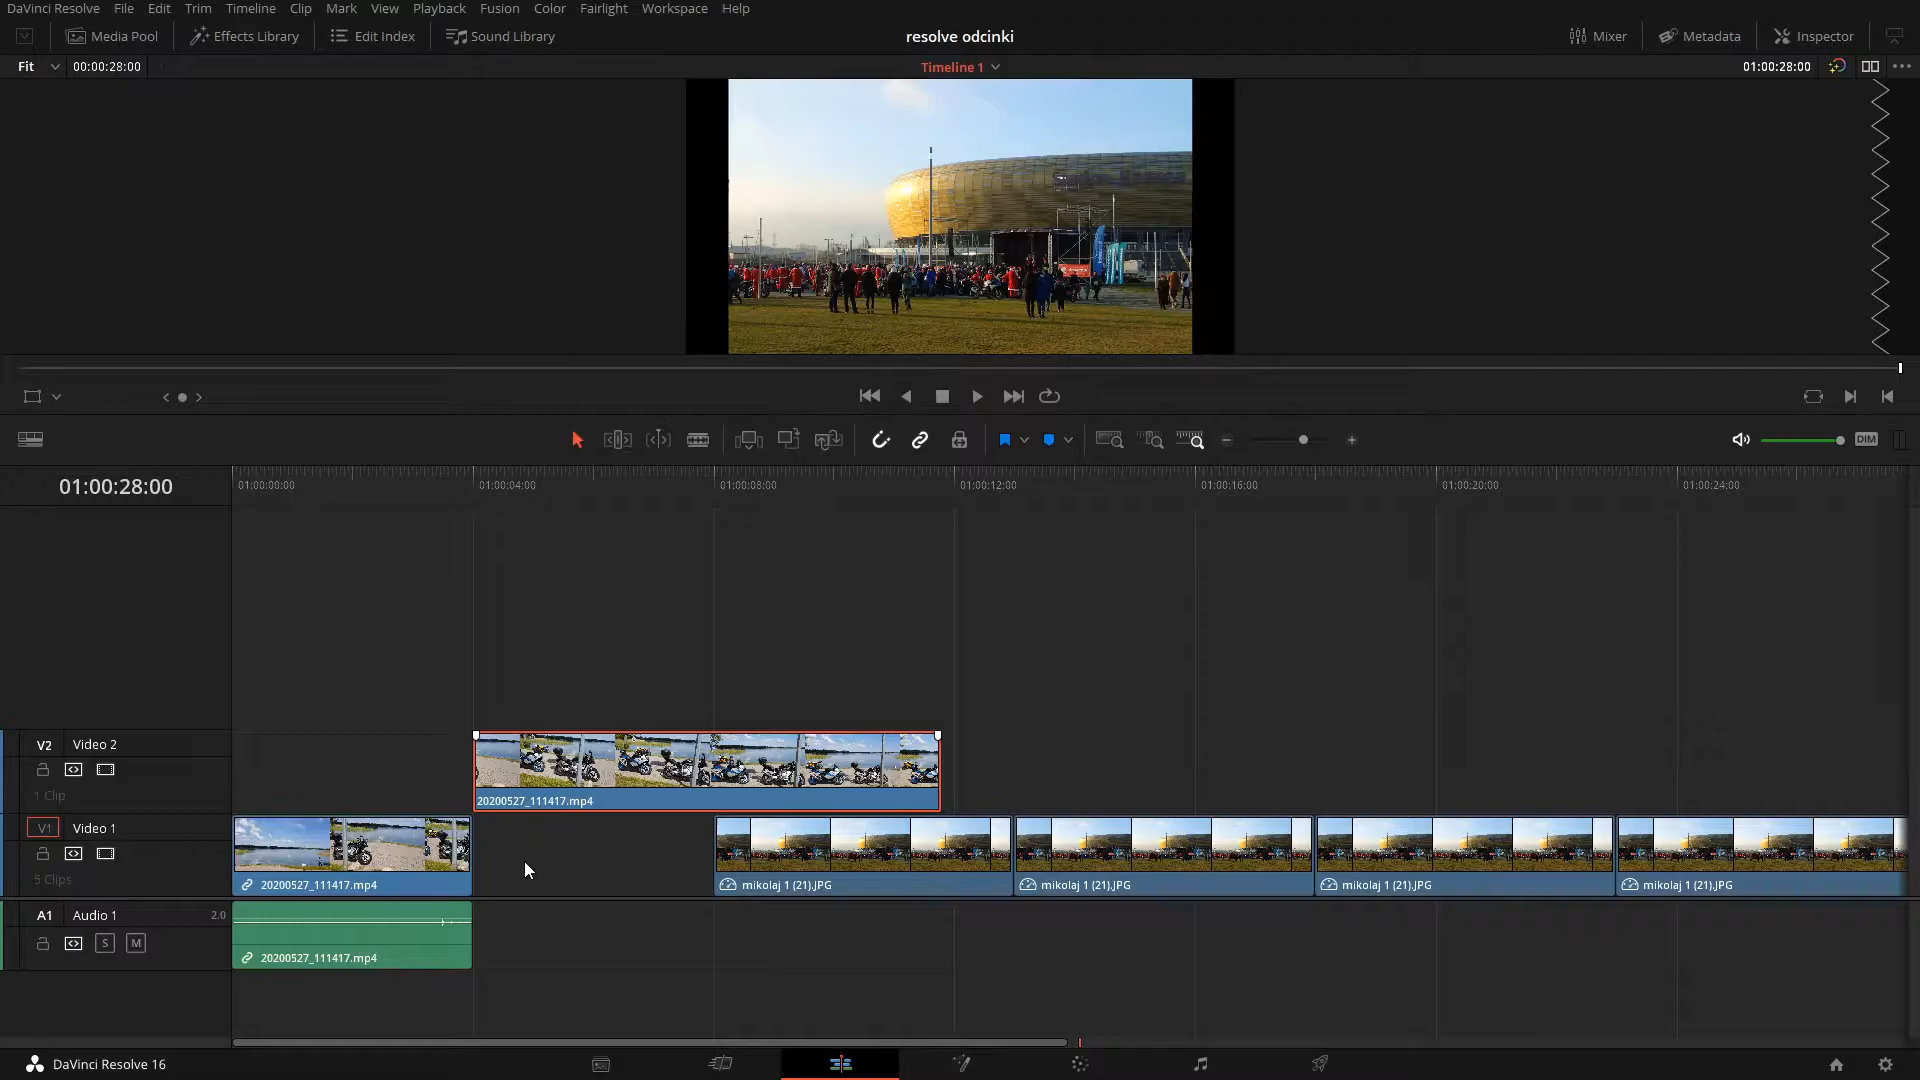 DaVinci Resolve File Edit Trim Timeline Clip Mark View Playback Fusion Color Fairlight Workspace Help
Media Pool Effects Library Edit Index Sound Library resolve odcinki Mixer Metadata Inspector
Fit 00:00:28:00 Timeline 1 01:00:28:00
DIM
01:00:28:00 01:00:00:00 01:00:04:00 01:00:08:00 01:00:12:00 01:00:16:00 01:00:20:00 01:00:24:00
V2 Video 2
1 Clip
20200527_111417.mp4
V1 Video 1
5 Clips
20200527_111417.mp4 mikolaj 1 (21).JPG mikolaj 1 (21).JPG mikolaj 1 (21).JPG mikolaj 1 (21).JPG
A1 Audio 1 2.0
S M
20200527_111417.mp4
DaVinci Resolve 16